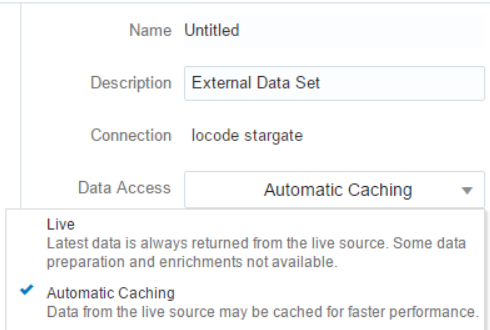 Name Untitled
Description External Data Set
Connection locode stargate
Data Access Automatic Caching
Live
Latest data is always returned from the live source. Some data
preparation and enrichments not available.
Automatic Caching
Data from the live source may be cached for faster performance.